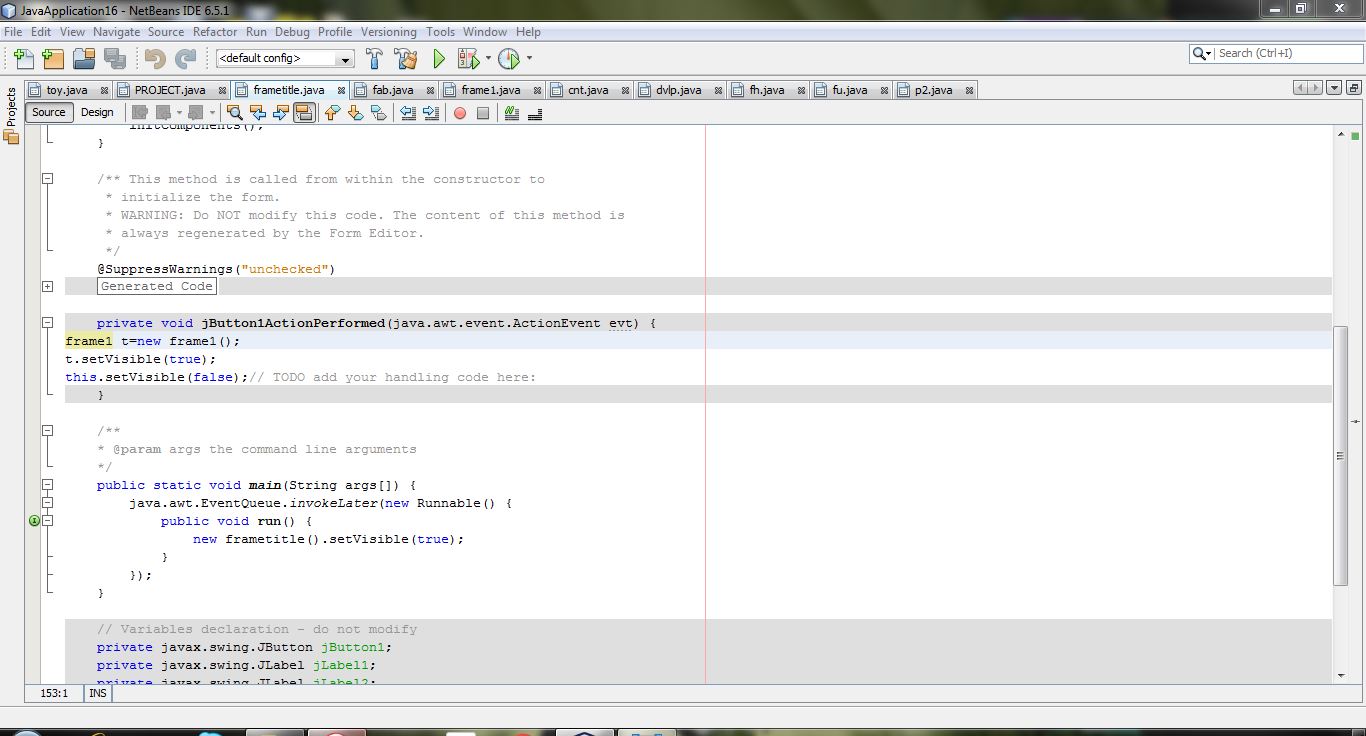 JavaApplication16 - NetBeans IDE 6.5.1
File Edit View Navigate Source Refactor Run Debug Profile Versioning Tools Window Help
<default config>
Search (Ctrl+I)
Projects
toy.java PROJECT.java frametitle.java fab.java frame1.java cnt.java dvlp.java fh.java fu.java p2.java
Source Design
initComponents();
}
/** This method is called from within the constructor to
* initialize the form.
* WARNING: Do NOT modify this code. The content of this method is
* always regenerated by the Form Editor.
*/
@SuppressWarnings("unchecked")
Generated Code
private void jButton1ActionPerformed(java.awt.event.ActionEvent evt) {
frame1 t=new frame1();
t.setVisible(true);
this.setVisible(false);// TODO add your handling code here:
}
/**
* @param args the command line arguments
*/
public static void main(String args[]) {
java.awt.EventQueue.invokeLater(new Runnable() {
public void run() {
new frametitle().setVisible(true);
}
});
}
// Variables declaration - do not modify
private javax.swing.JButton jButton1;
private javax.swing.JLabel jLabel1;
private javax.swing.JLabel jLabel2;
153:1 INS